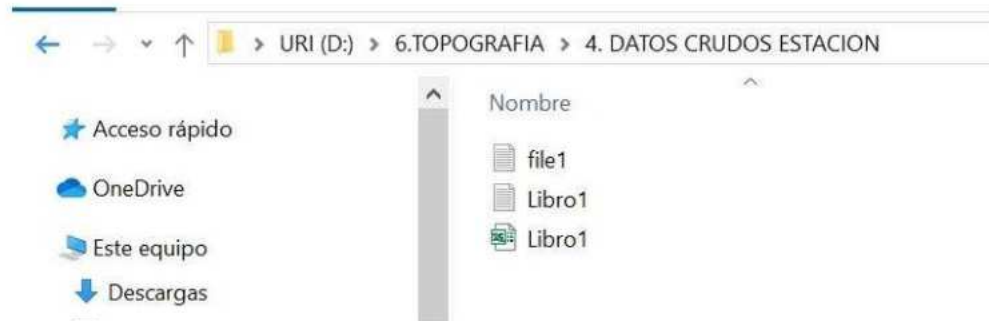 URI (D:) > 6.TOPOGRAFIA > 4. DATOS CRUDOS ESTACION
Nombre
Acceso rápido
OneDrive
Este equipo
Descargas
file1
Libro1
Libro1